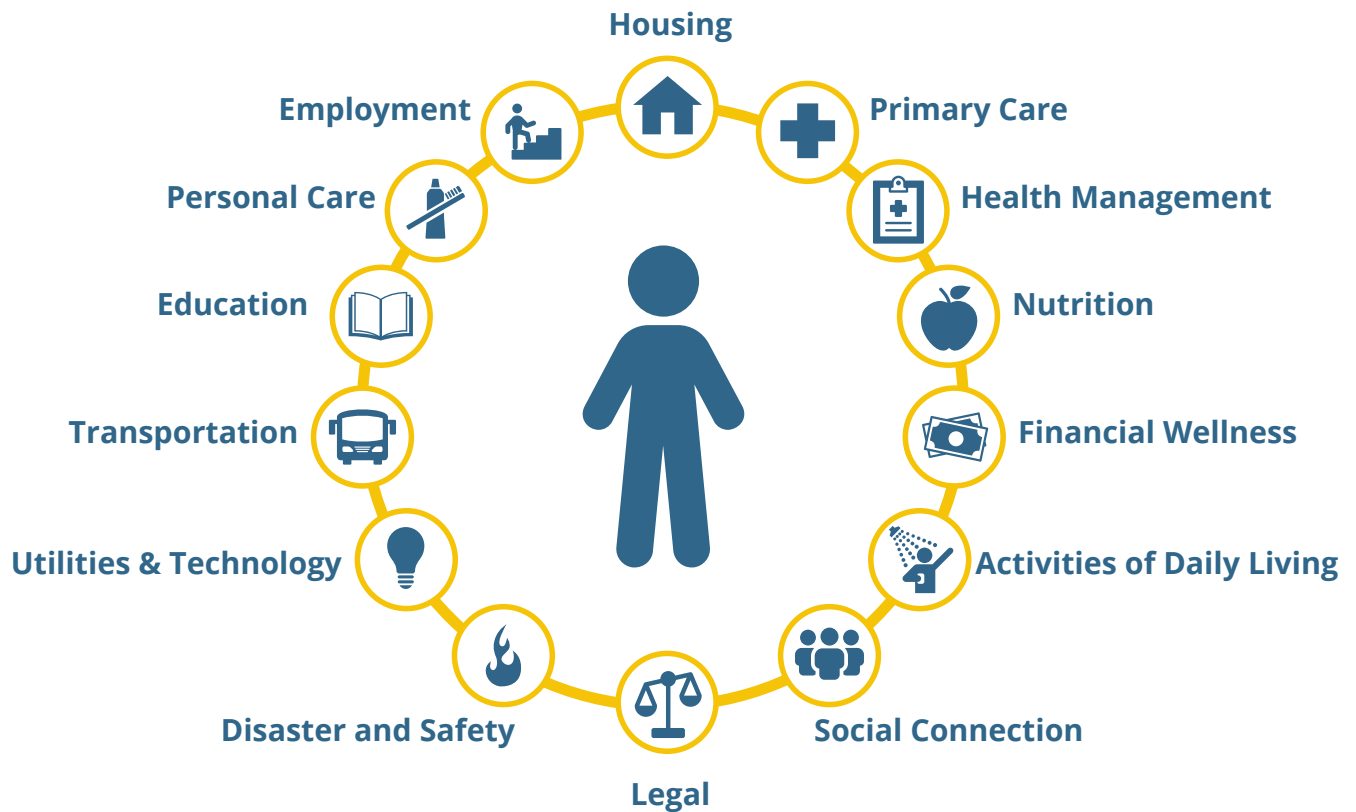 Housing
Employment
Primary Care
Personal Care
Health Management
Education
Nutrition
Transportation
Financial Wellness
Utilities & Technology
Activities of Daily Living
Disaster and Safety
Social Connection
Legal